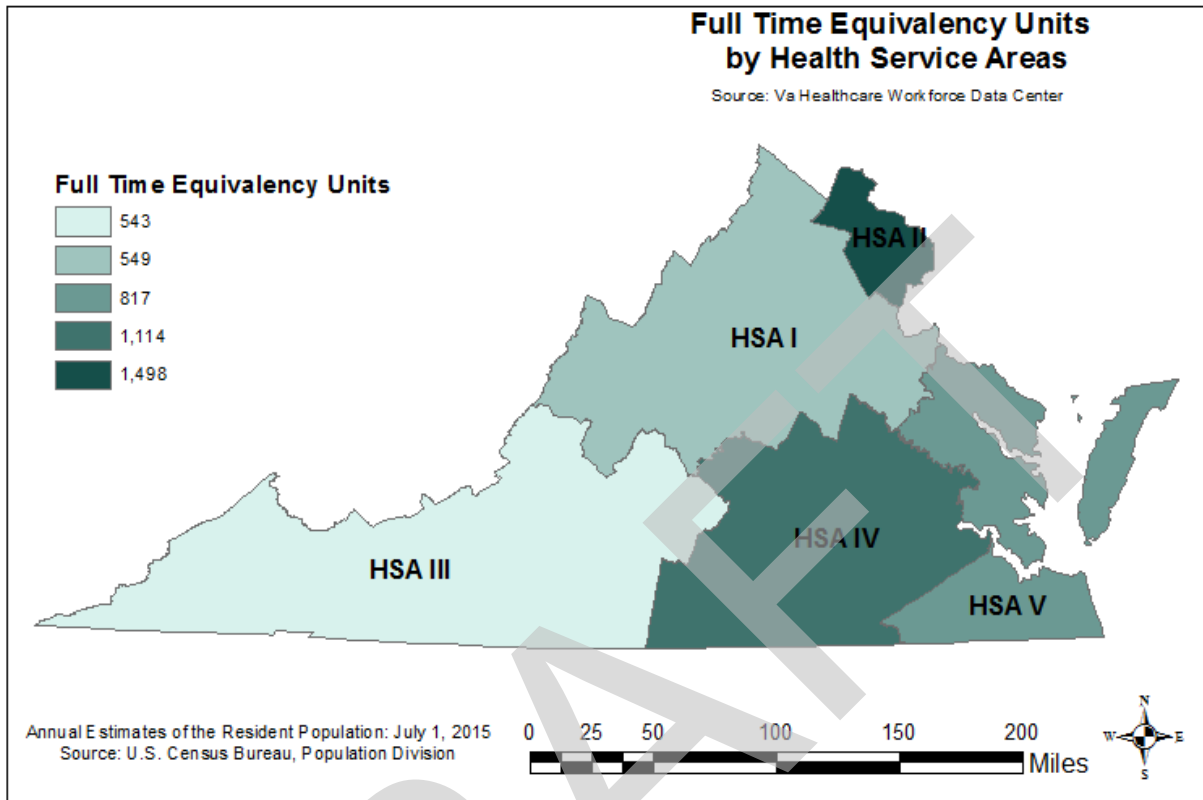 Full Time Equivalency Units
by Health Service Areas
Source: Va Healthcare Workforce Data Center
Full Time Equivalency Units
543
549
817
1,114
1,498
HSA II
HSA I
HSA III
HSA IV
HSA V
Annual Estimates of the Resident Population: July 1, 2015
Source: U.S. Census Bureau, Population Division
0 25 50 100 150 200
Miles
N
W E
S
RAFT